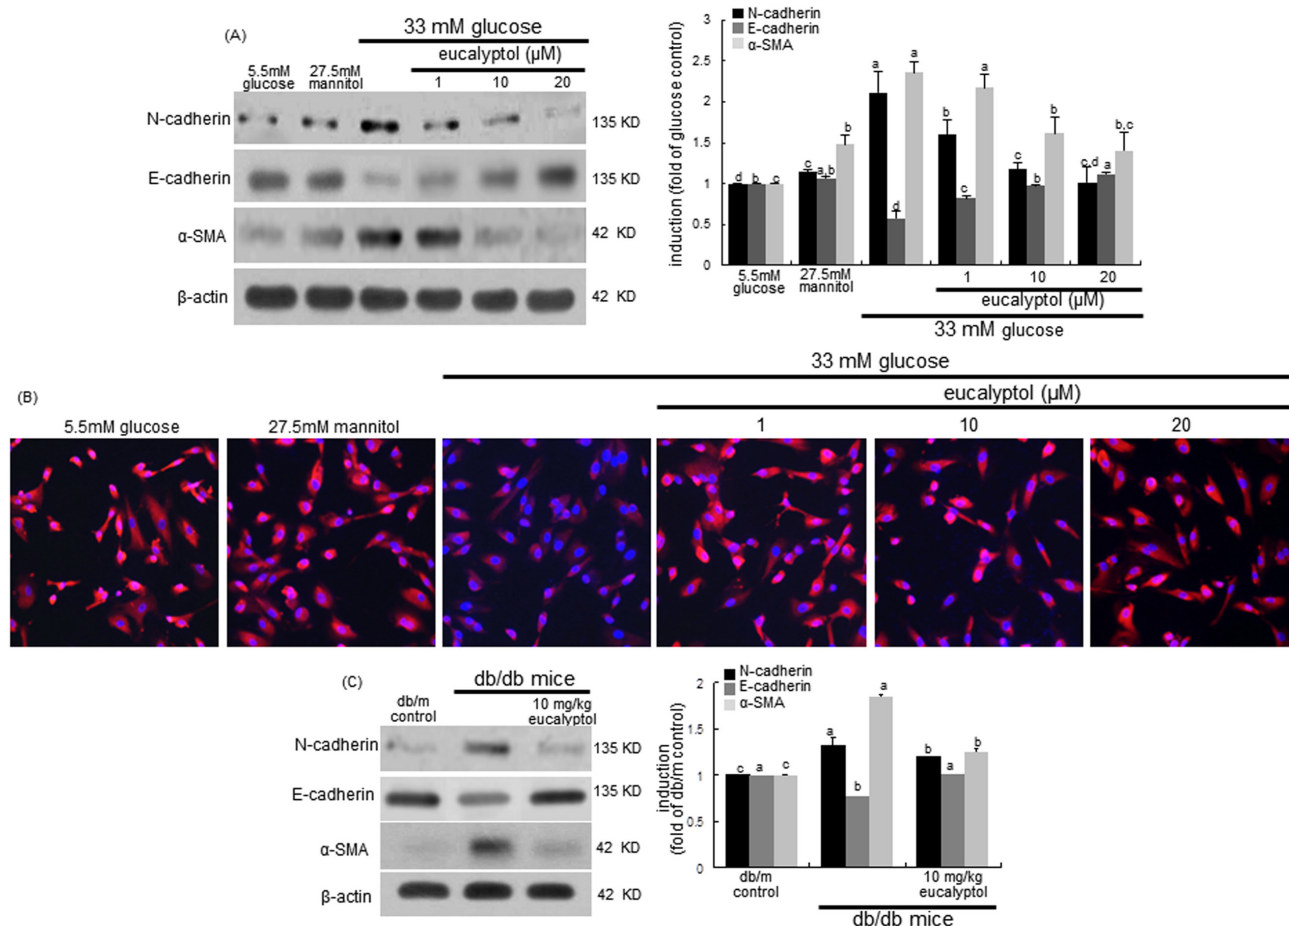 (A)
33 mM glucose
eucalyptol (µM)
5.5mM glucose
27.5mM mannitol
1
10
20
N-cadherin
135 KD
E-cadherin
135 KD
α-SMA
42 KD
β-actin
42 KD
N-cadherin
E-cadherin
α-SMA
induction (fold of glucose control)
3
2.5
2
1.5
1
0.5
0
d
b
c
c
a,b
b
a
d
a
b
c
a
c
b
b
c,d
a
b,c
5.5mM glucose
27.5mM mannitol
1
10
20
eucalyptol (µM)
33 mM glucose
33 mM glucose
(B)
eucalyptol (µM)
5.5mM glucose
27.5mM mannitol
1
10
20
(C)
db/db mice
db/m control
10 mg/kg eucalyptol
N-cadherin
135 KD
E-cadherin
135 KD
α-SMA
42 KD
β-actin
42 KD
N-cadherin
E-cadherin
α-SMA
induction
(fold of db/m control)
2
1.5
1
0.5
0
c
a
c
a
b
a
b
a
b
db/m control
10 mg/kg eucalyptol
db/db mice